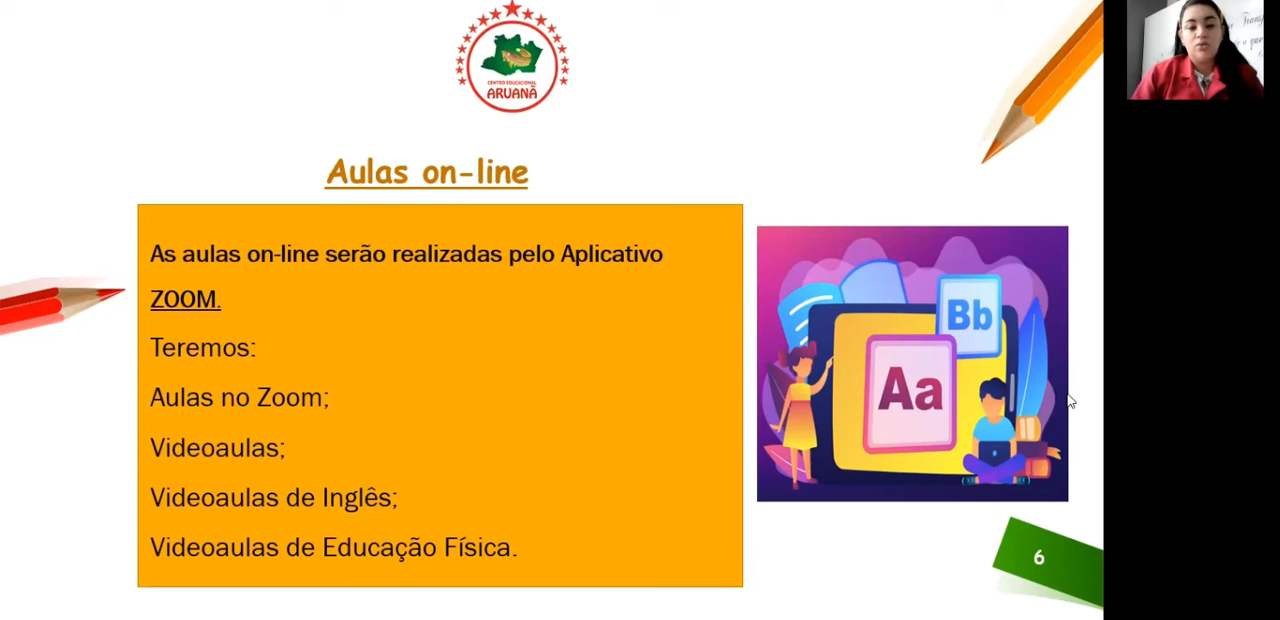 CENTRO EDUCACIONAL
ARUANÃ
Aulas on-line
As aulas on-line serão realizadas pelo Aplicativo
ZOOM.
Teremos:
Aulas no Zoom;
Videoaulas;
Videoaulas de Inglês;
Videoaulas de Educação Física.
Bb
Aa
6